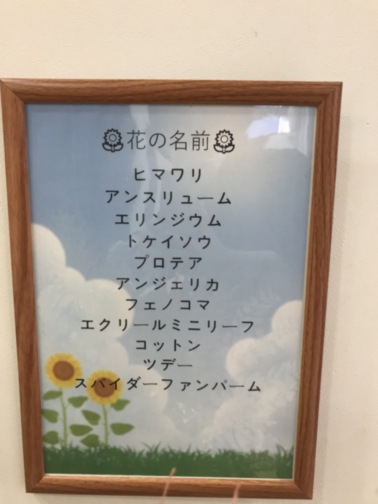 花の名前
ヒマワリ
アンスリューム
エリンジウム
トケイソウ
プロテア
アンジェリカ
フェノコマ
エクリールミニリーフ
コットン
ツデー
スパイダーファンパーム